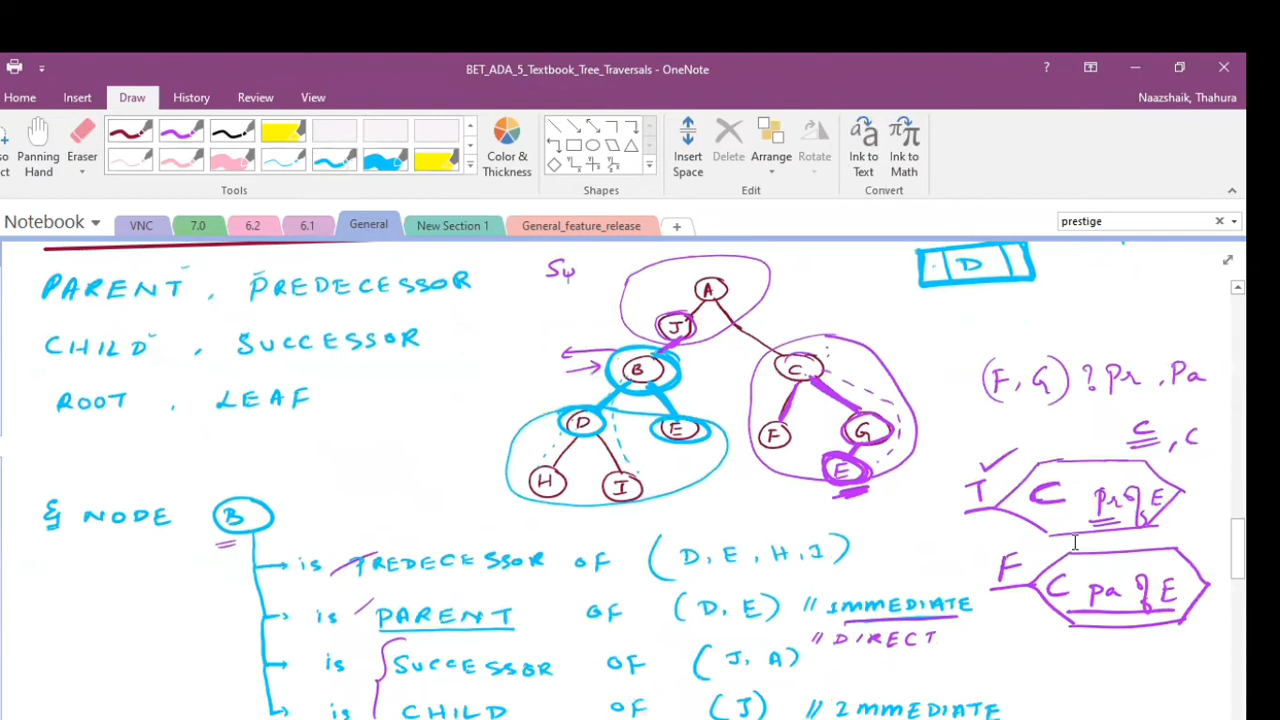 BET_ADA_5_Textbook_Tree_Traversals - OneNote
?
Home Insert Draw History Review View
Naazshaik, Thahura
Panning Hand
Eraser
Color & Thickness
Insert Space
Delete
Arrange
Rotate
Ink to Text
Ink to Math
Tools
Shapes
Edit
Convert
Notebook
VNC 7.0 6.2 6.1 General New Section 1 General_feature_release +
prestige
PARENT , PREDECESSOR
CHILD , SUCCESSOR
ROOT , LEAF
D
A
J
B C
D E F G
H I E
(F, G) ? Pr , Pa
C , C
T C pr of E
F C pa of E
NODE B
is PREDECESSOR OF (D, E, H, I)
is PARENT OF (D, E) // IMMEDIATE
// DIRECT
is SUCCESSOR OF (J, A)
is CHILD OF (J) // IMMEDIATE